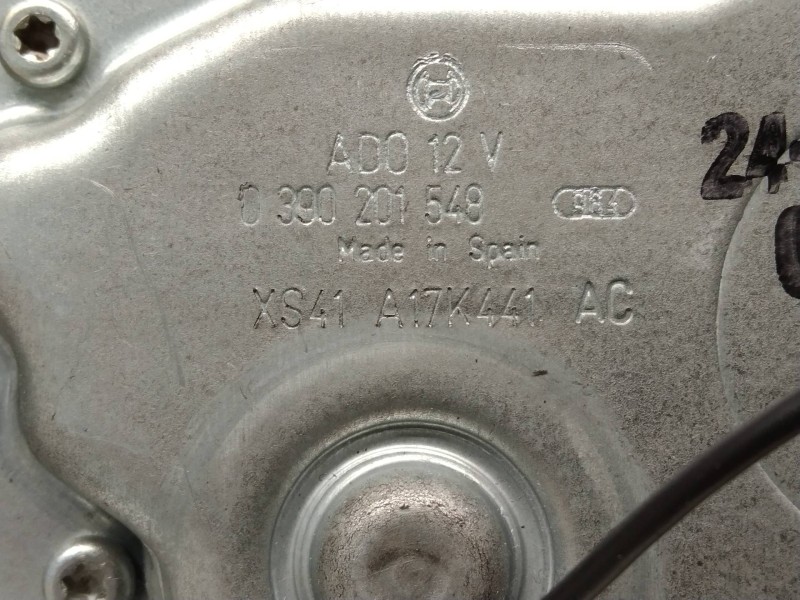 ADO 12 V
0 390 201 548
Made in Spain
XS41 A17K441 AC
24-